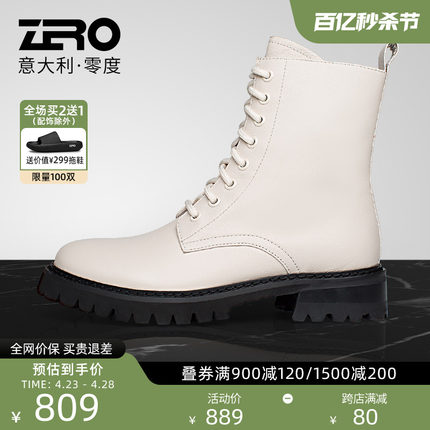 ZERO
意大利·零度
百亿秒杀节
全场买2送1
(配饰除外)
ZERO
送价值¥299拖鞋
限量100双
全网价保 买贵退差
预估到手价
TIME: 4.23 - 4.28
¥ 809
叠券满900减120/1500减200
活动价
¥ 889
跨店满减
¥ 80